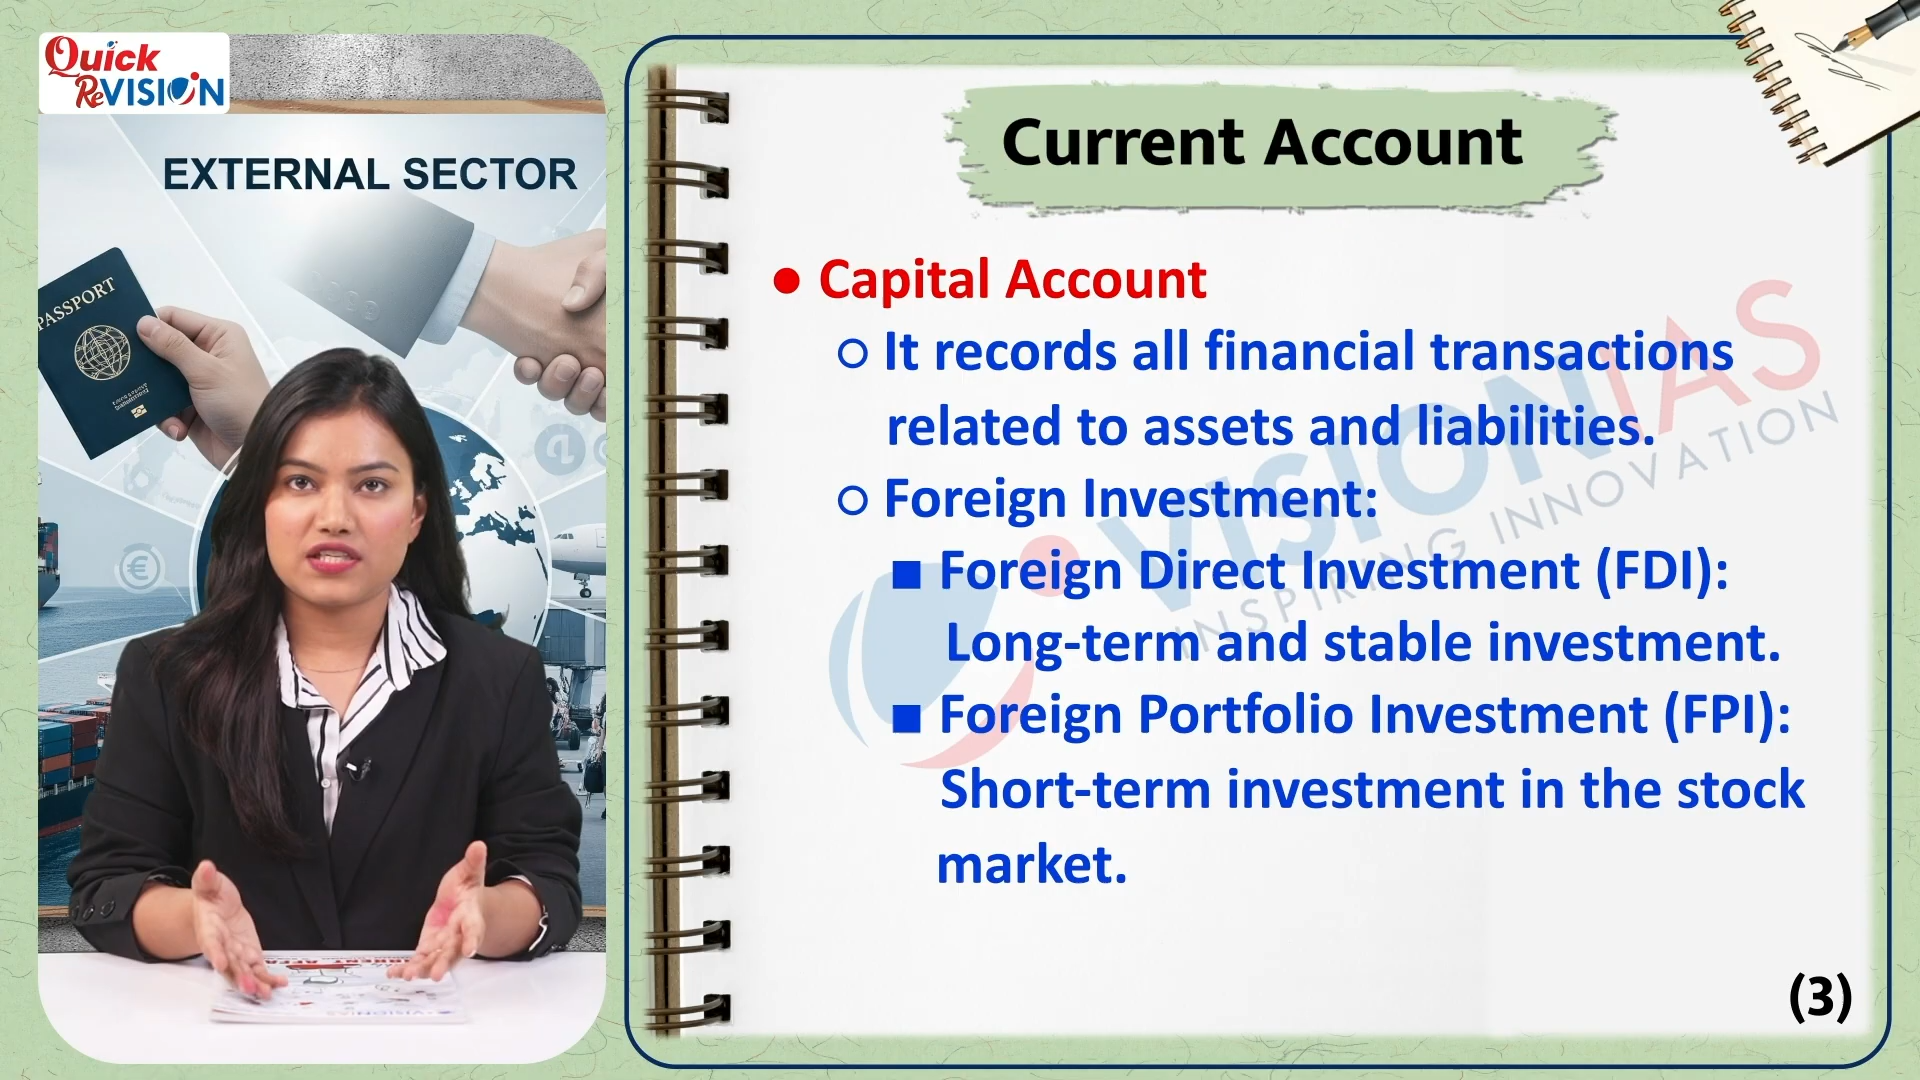 Quick
ReVISION
EXTERNAL SECTOR
PASSPORT
Current Account
● Capital Account
○ It records all financial transactions
related to assets and liabilities.
○ Foreign Investment:
■ Foreign Direct Investment (FDI):
Long-term and stable investment.
■ Foreign Portfolio Investment (FPI):
Short-term investment in the stock
market.
VISIONIAS
INSPIRING INNOVATION
(3)